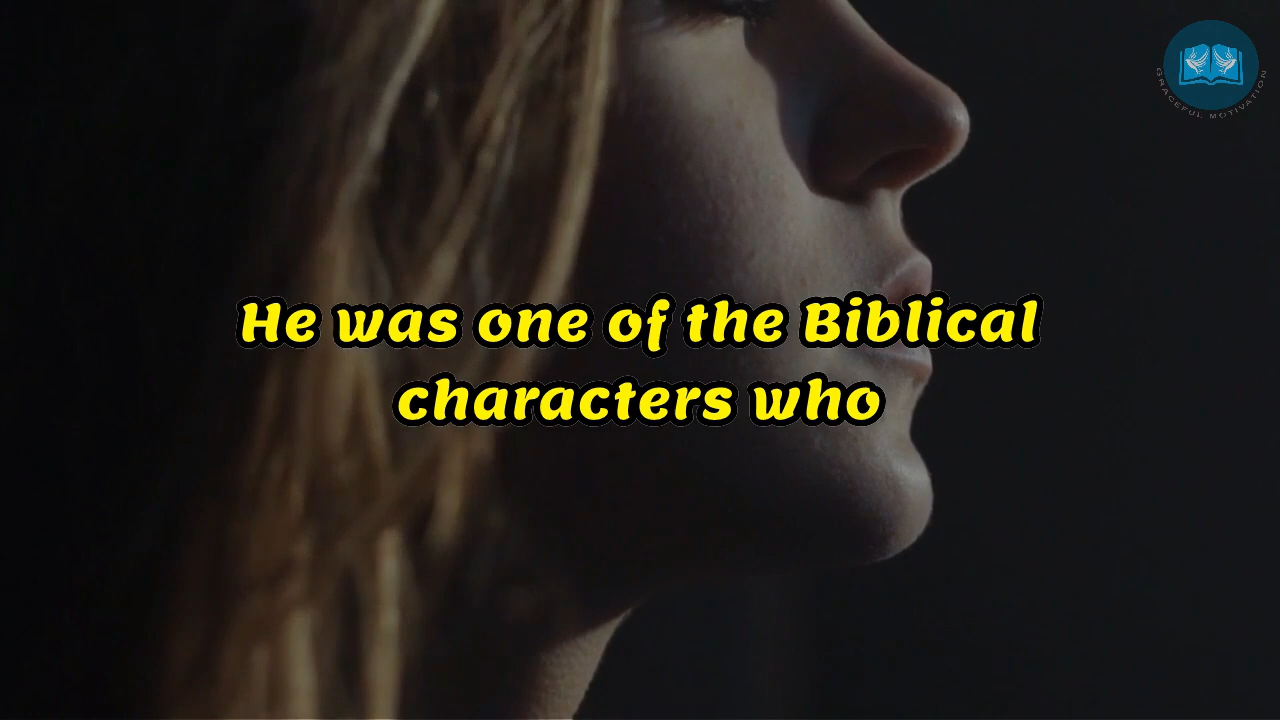 GRACEFUL MOTIVATION
He was one of the Biblical
characters who